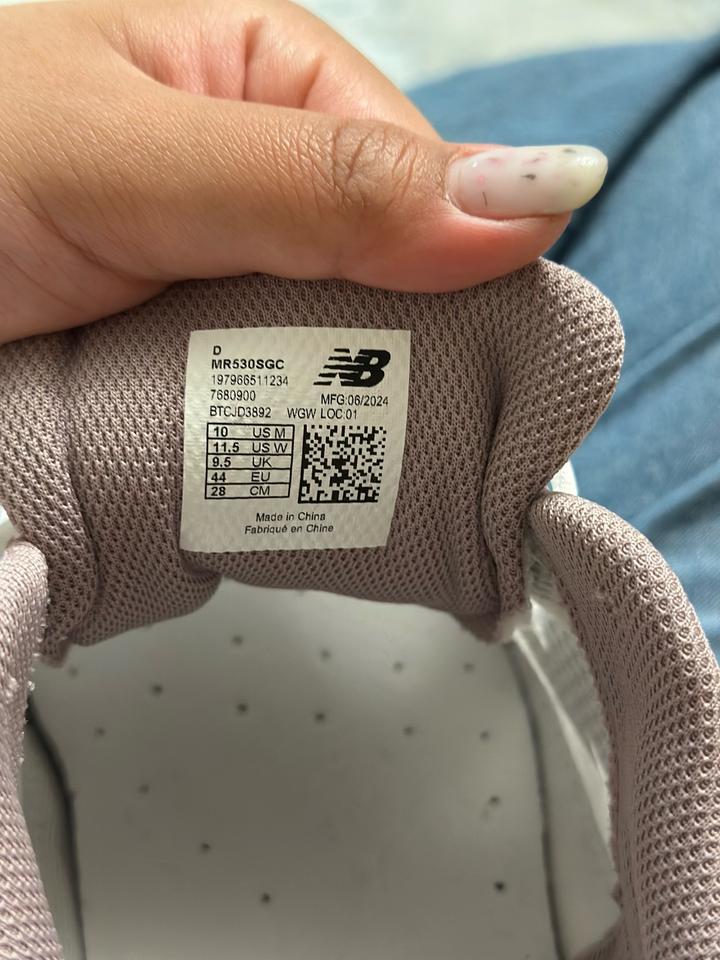 D
MR530SGC
NB
197966511234
7680900 MFG:06/2024
BTCJD3892 WGW LOC:01
10 US M
11.5 US W
9.5 UK
44 EU
28 CM
Made in China
Fabriqué en Chine